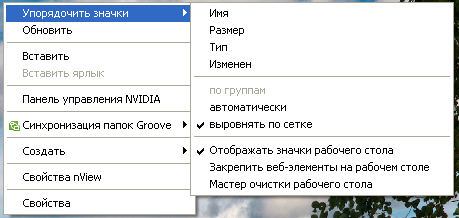 Упорядочить значки
Обновить
Вставить
Вставить ярлык
Панель управления NVIDIA
Синхронизация папок Groove
Создать
Свойства nView
Свойства
Имя
Размер
Тип
Изменен
по группам
автоматически
выровнять по сетке
Отображать значки рабочего стола
Закрепить веб-элементы на рабочем столе
Мастер очистки рабочего стола